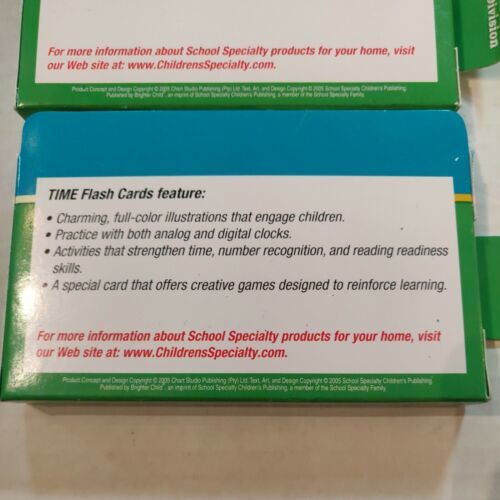 Division
For more information about School Specialty products for your home, visit
our Web site at: www.ChildrensSpecialty.com.
Product Concept and Design Copyright © 2005 Chart Studio Publishing (Pty) Ltd. Text, Art, and Design Copyright © 2005 School Specialty Children's Publishing.
Published by Brighter Child, an imprint of School Specialty Children's Publishing, a member of the School Specialty Family.
TIME Flash Cards feature:
• Charming, full-color illustrations that engage children.
• Practice with both analog and digital clocks.
• Activities that strengthen time, number recognition, and reading readiness
skills.
• A special card that offers creative games designed to reinforce learning.
For more information about School Specialty products for your home, visit
our Web site at: www.ChildrensSpecialty.com.
Product Concept and Design Copyright © 2005 Chart Studio Publishing (Pty) Ltd. Text, Art, and Design Copyright © 2005 School Specialty Children's Publishing.
Published by Brighter Child, an imprint of School Specialty Children's Publishing, a member of the School Specialty Family.